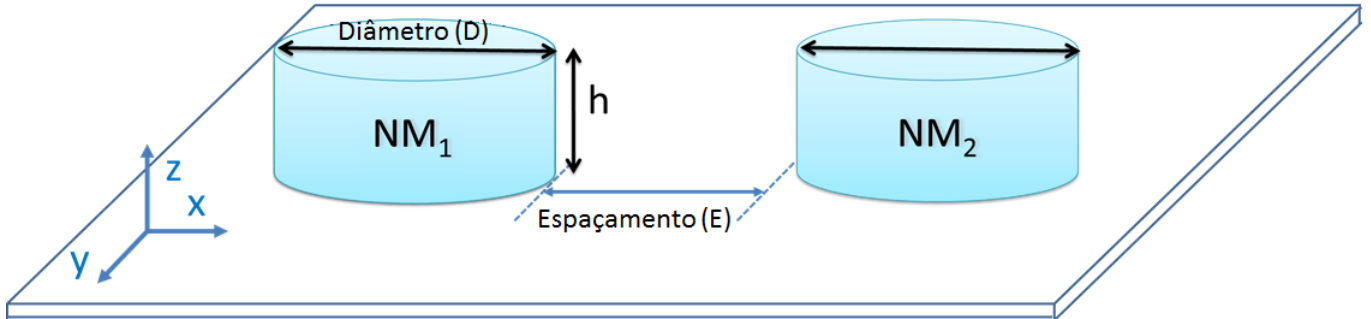 Diâmetro (D)
h
NM₁
NM₂
z
x
Espaçamento (E)
y